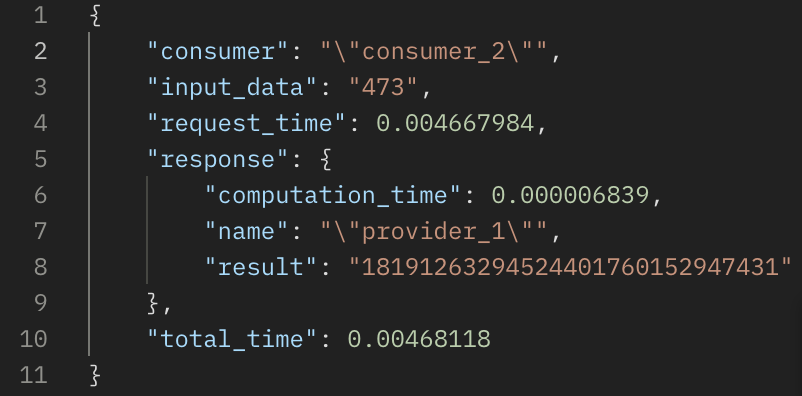 1 {
2     "consumer": "\"consumer_2\"",
3     "input_data": "473",
4     "request_time": 0.004667984,
5     "response": {
6         "computation_time": 0.000006839,
7         "name": "\"provider_1\"",
8         "result": "18191263294524401760152947431"
9     },
10     "total_time": 0.00468118
11 }